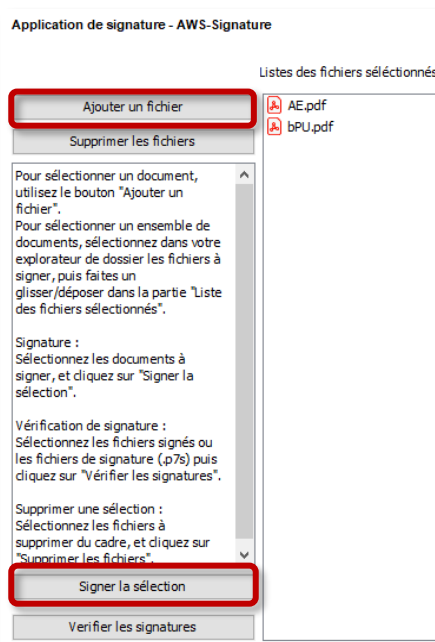 Application de signature - AWS-Signature
Listes des fichiers séléctionnés
Ajouter un fichier
AE.pdf
bPU.pdf
Supprimer les fichiers
Pour sélectionner un document,
utilisez le bouton "Ajouter un
fichier".
Pour sélectionner un ensemble de
documents, sélectionnez dans votre
explorateur de dossier les fichiers à
signer, puis faites un
glisser/déposer dans la partie "Liste
des fichiers sélectionnés".
Signature :
Sélectionnez les documents à
signer, et cliquez sur "Signer la
sélection".
Vérification de signature :
Sélectionnez les fichiers signés ou
les fichiers de signature (.p7s) puis
cliquez sur "Vérifier les signatures".
Supprimer une sélection :
Sélectionnez les fichiers à
supprimer du cadre, et cliquez sur
"Supprimer les fichiers".
Signer la sélection
Verifier les signatures